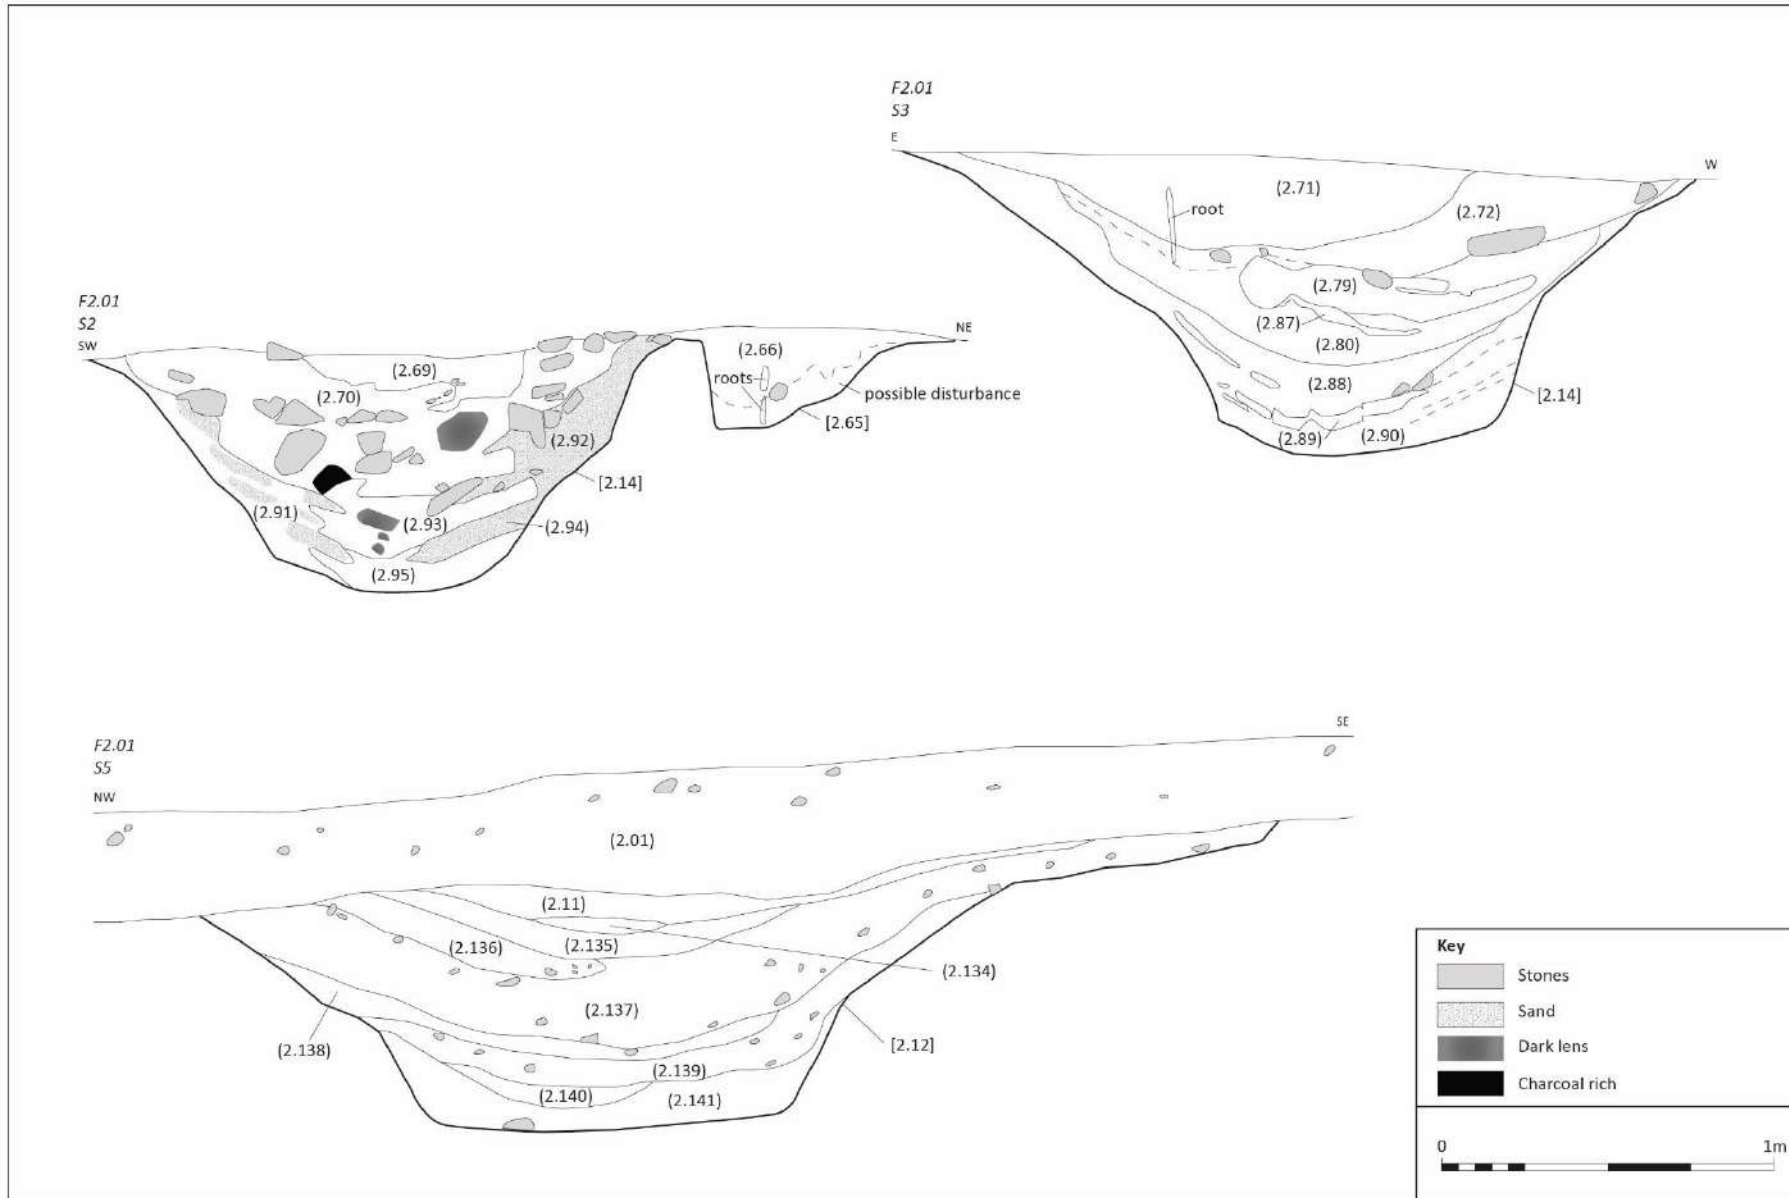 F2.01
S3
E
W
(2.71)
root
(2.72)
(2.79)
(2.87)
(2.80)
(2.88)
[2.14]
(2.89)
(2.90)
F2.01
S2
SW
NE
(2.66)
(2.69)
roots
(2.70)
possible disturbance
[2.65]
(2.92)
[2.14]
(2.91)
(2.93)
(2.94)
(2.95)
F2.01
S5
NW
SE
(2.01)
(2.11)
(2.136)
(2.135)
(2.134)
(2.137)
(2.138)
[2.12]
(2.139)
(2.140)
(2.141)
Key
Stones
Sand
Dark lens
Charcoal rich
0 1m